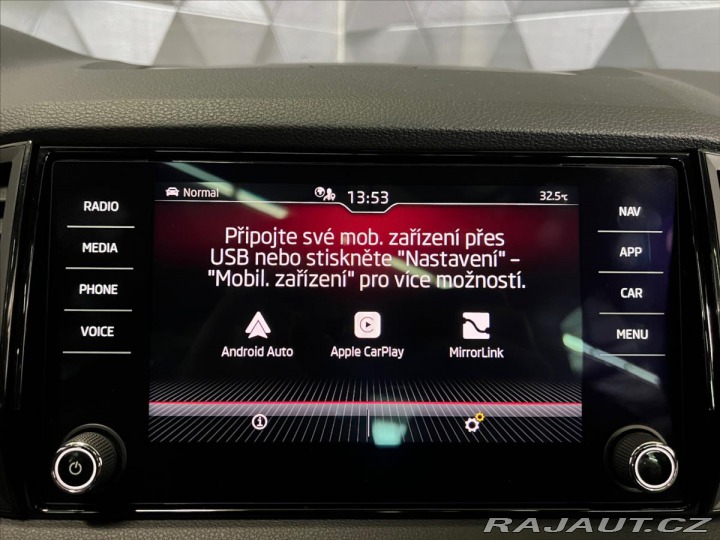 Normal
13:53
32.5°C
RADIO
MEDIA
PHONE
VOICE
NAV
APP
CAR
MENU
Připojte své mob. zařízení přes
USB nebo stiskněte "Nastavení" –
"Mobil. zařízení" pro více možností.
Android Auto
Apple CarPlay
MirrorLink
RAJAUT.CZ